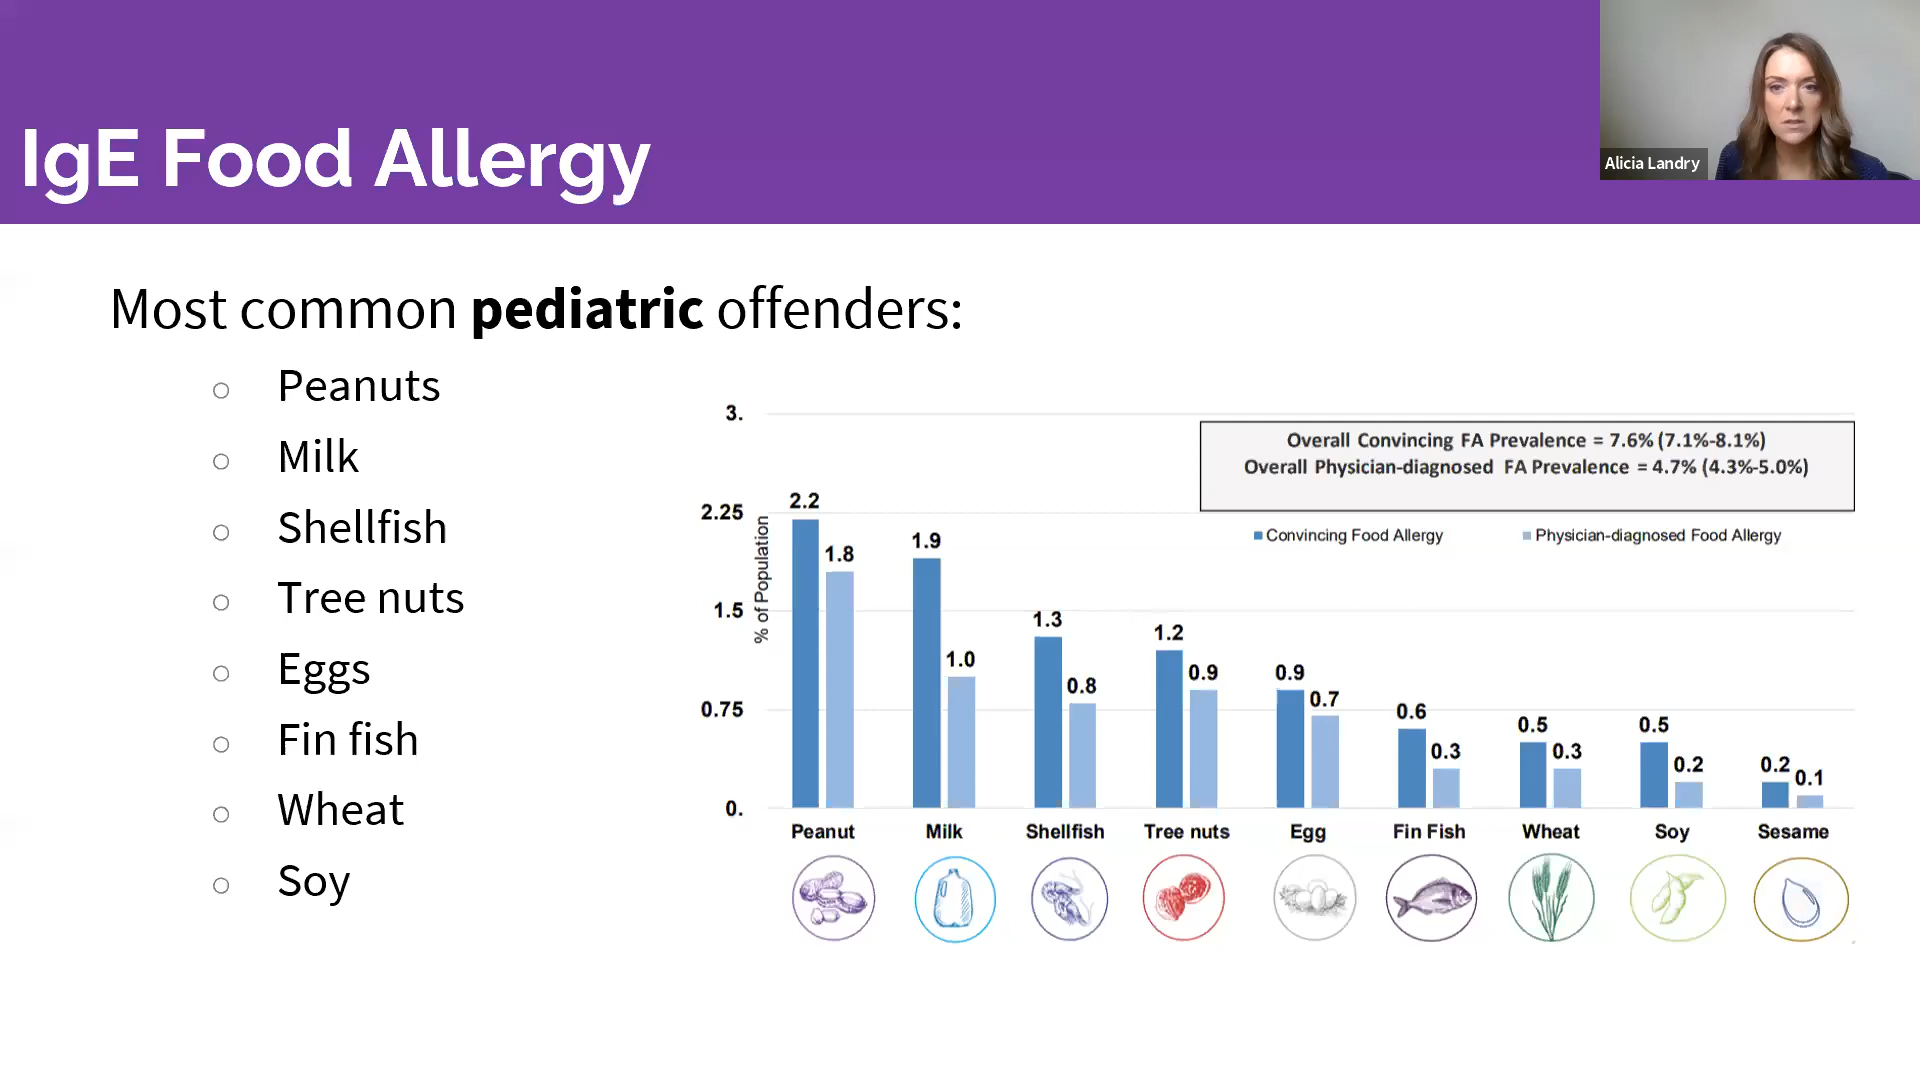 IgE Food Allergy
Alicia Landry
Most common pediatric offenders:
○ Peanuts
○ Milk
○ Shellfish
○ Tree nuts
○ Eggs
○ Fin fish
○ Wheat
○ Soy
3.
2.25
1.5
0.75
0.
% of Population
Overall Convincing FA Prevalence = 7.6% (7.1%-8.1%)
Overall Physician-diagnosed FA Prevalence = 4.7% (4.3%-5.0%)
Convincing Food Allergy Physician-diagnosed Food Allergy
2.2 1.8 1.9 1.0 1.3 0.8 1.2 0.9 0.9 0.7 0.6 0.3 0.5 0.3 0.5 0.2 0.2 0.1
Peanut Milk Shellfish Tree nuts Egg Fin Fish Wheat Soy Sesame